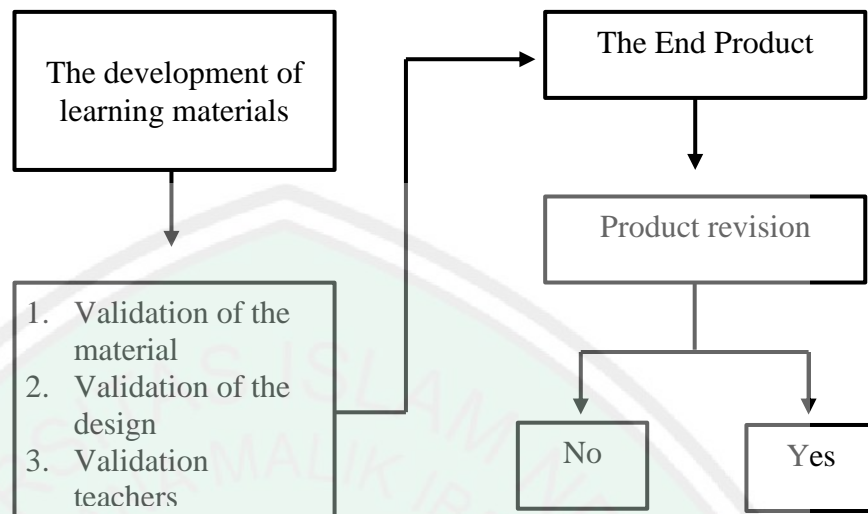 The development of
learning materials
1. Validation of the
material
2. Validation of the
design
3. Validation
teachers
The End Product
Product revision
No
Yes